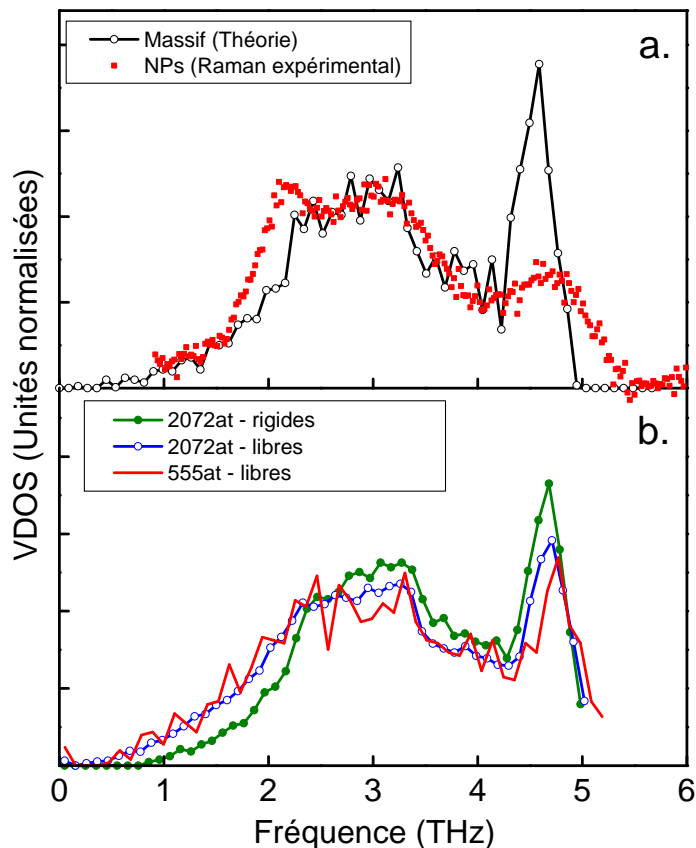 a.
Massif (Théorie)
NPs (Raman expérimental)
b.
2072at - rigides
2072at - libres
555at - libres
VDOS (Unités normalisées)
0 1 2 3 4 5 6
Fréquence (THz)